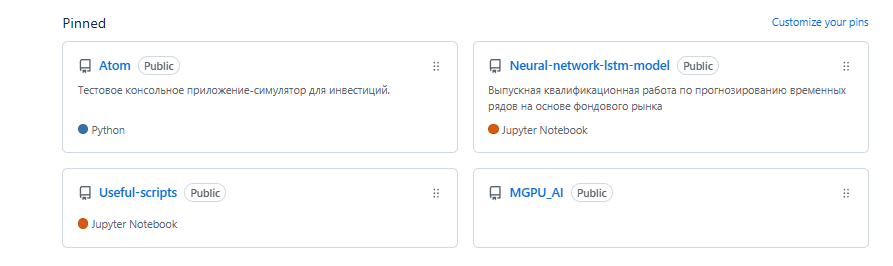 Pinned
Customize your pins
Atom Public
Neural-network-lstm-model Public
Тестовое консольное приложение-симулятор для инвестиций.
Выпускная квалификационная работа по прогнозированию временных
рядов на основе фондового рынка
Python
Jupyter Notebook
Useful-scripts Public
MGPU_AI Public
Jupyter Notebook